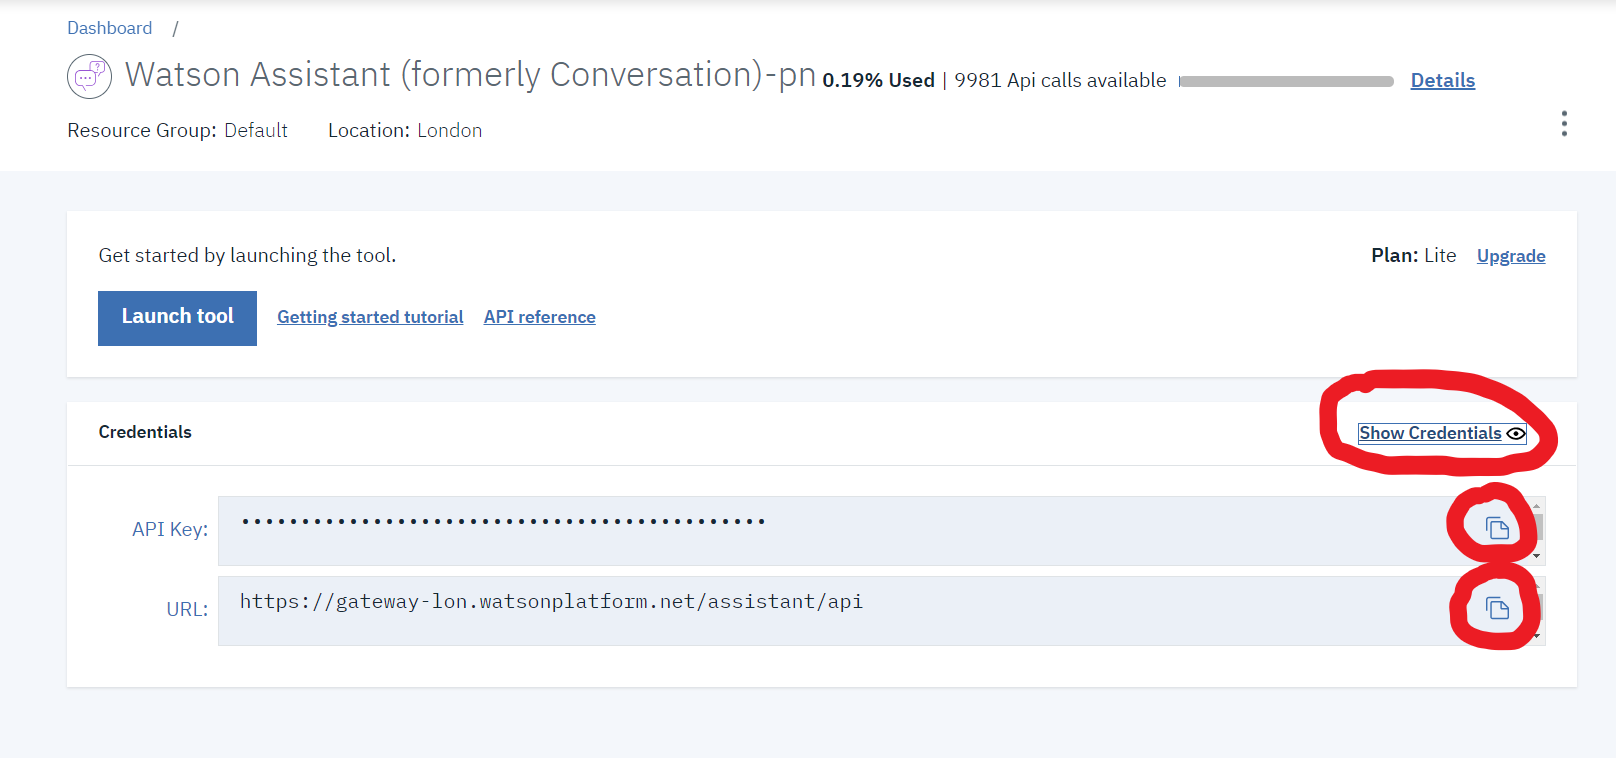 Dashboard /
Watson Assistant (formerly Conversation)-pn 0.19% Used | 9981 Api calls available Details
Resource Group: Default Location: London
Get started by launching the tool.
Plan: Lite Upgrade
Launch tool Getting started tutorial API reference
Credentials
Show Credentials
API Key: ••••••••••••••••••••••••••••••••••••••••••••
URL: https://gateway-lon.watsonplatform.net/assistant/api